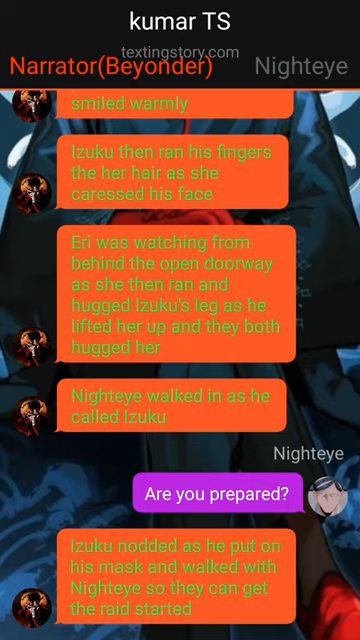 kumar TS
textingstory.com
Narrator(Beyonder) Nighteye
smiled warmly
Izuku then ran his fingers
the her hair as she
caressed his face
Eri was watching from
behind the open doorway
as she then ran and
hugged Izuku's leg as he
lifted her up and they both
hugged her
Nighteye walked in as he
called Izuku
Nighteye
Are you prepared?
Izuku nodded as he put on
his mask and walked with
Nighteye so they can get
the raid started